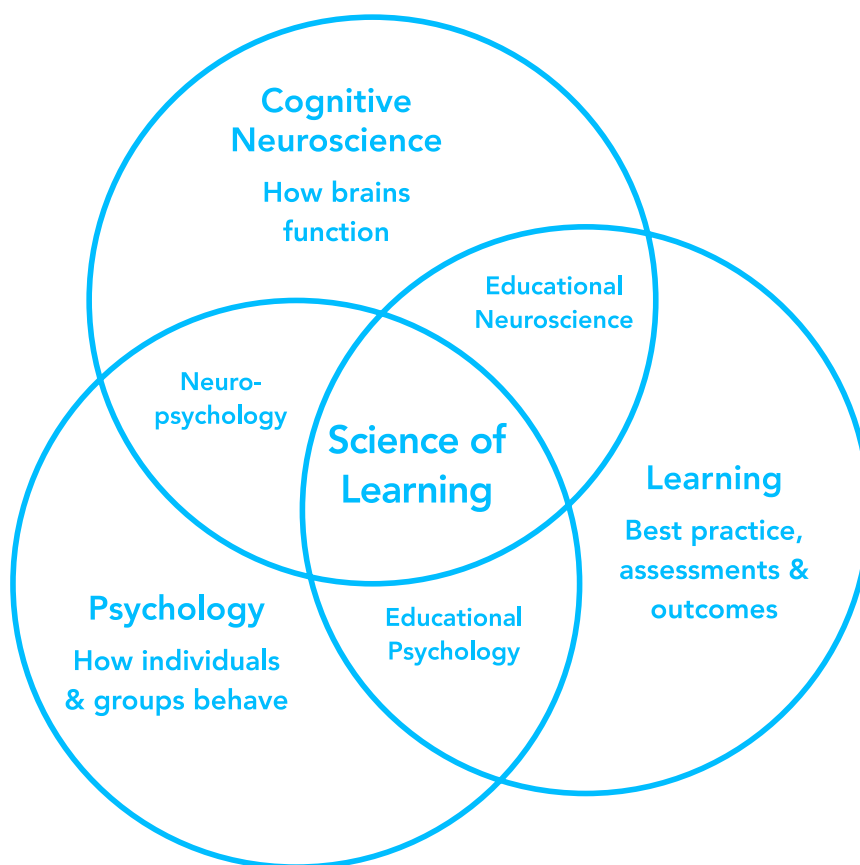 Cognitive
Neuroscience
How brains
function
Educational
Neuroscience
Neuro-
psychology
Science of
Learning
Learning
Best practice,
assessments &
outcomes
Psychology
How individuals
& groups behave
Educational
Psychology